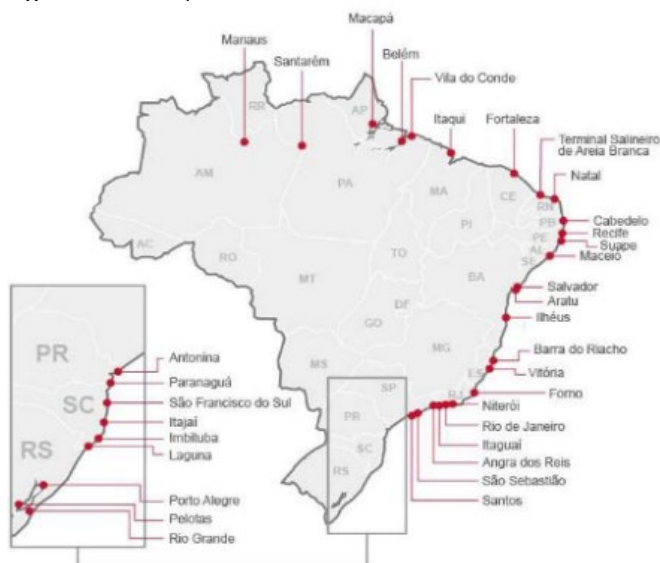 Macapá
Manaus
Belém
Santarém
Vila do Conde
Itaqui
Fortaleza
Terminal Salineiro
de Areia Branca
Natal
RR
AP
AM
PA
MA
CE
RN
PB
Cabedelo
PI
PE
Recife
AL
Suape
SE
Maceió
AC
RO
TO
MT
BA
Salvador
Aratu
DF
Ilhéus
GO
MG
Barra do Riacho
MS
ES
Vitória
SP
RJ
Forno
Niterói
Rio de Janeiro
Itaguaí
Angra dos Reis
São Sebastião
Santos
PR
SC
RS
PR
Antonina
Paranaguá
SC
São Francisco do Sul
Itajaí
Imbituba
RS
Laguna
Porto Alegre
Pelotas
Rio Grande